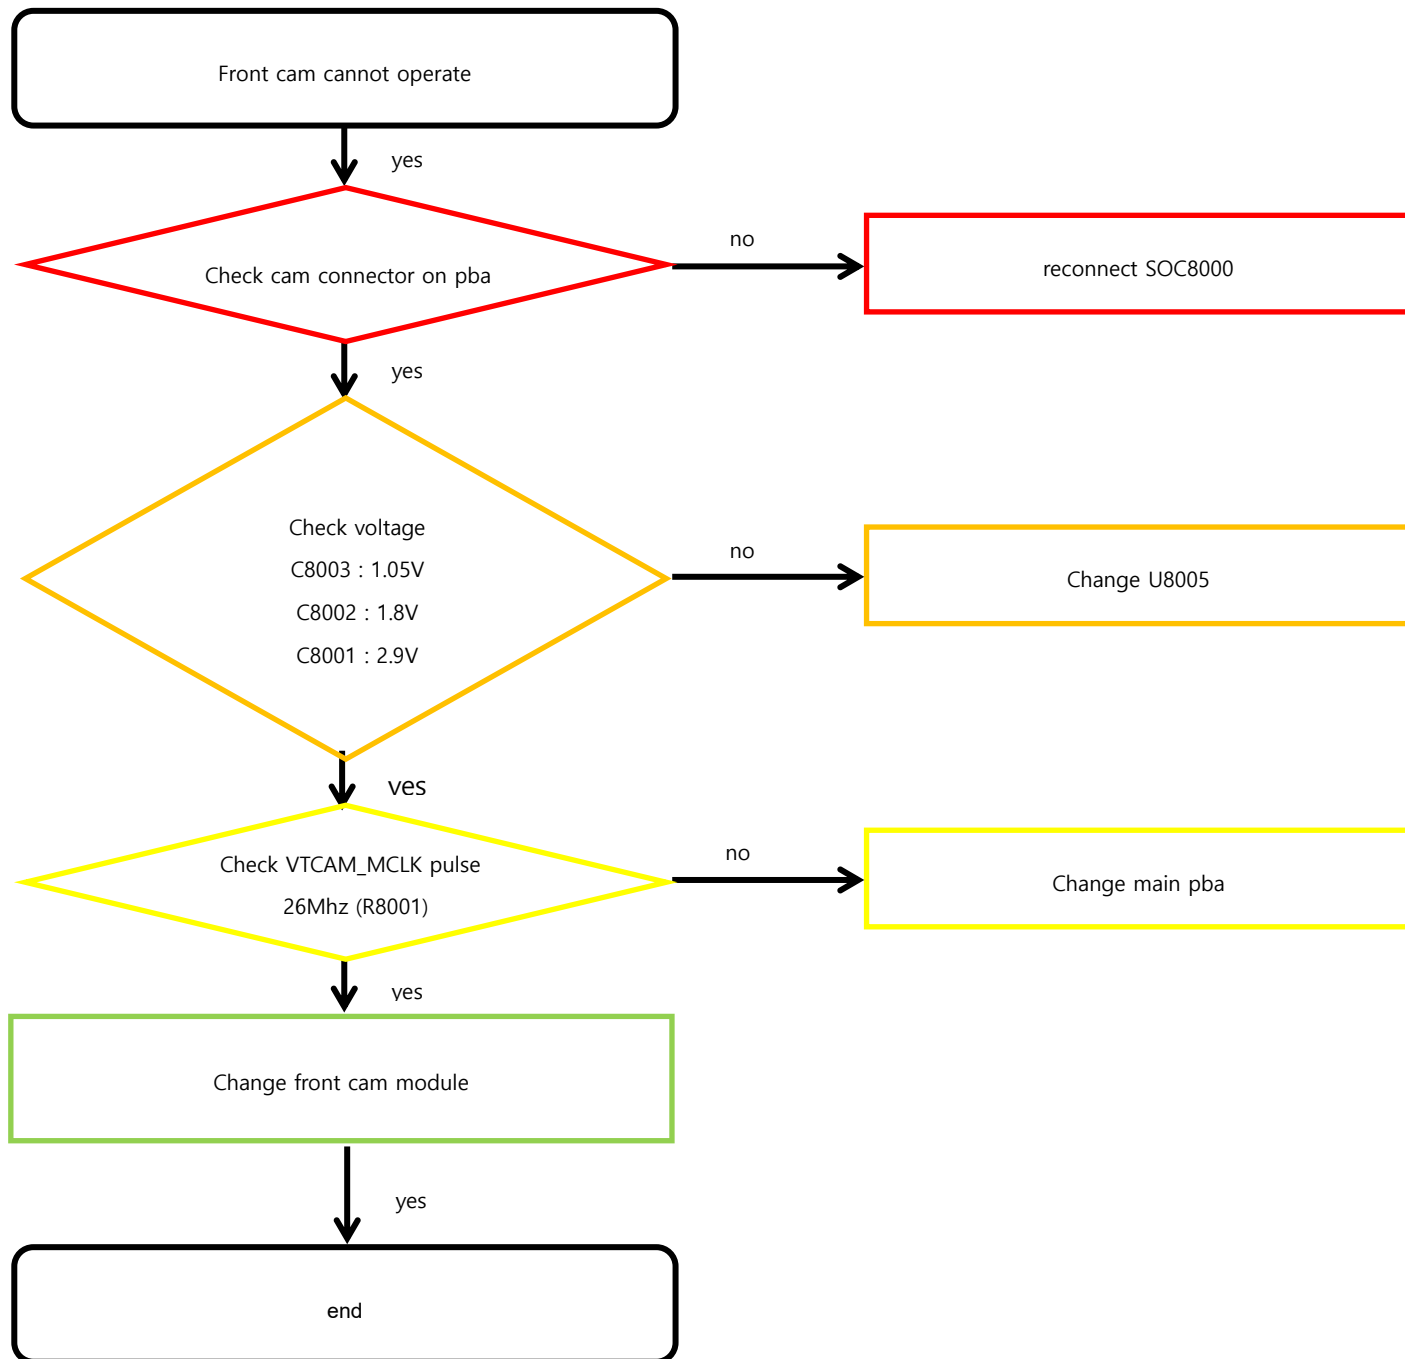 Front cam cannot operate
yes
Check cam connector on pba
no
reconnect SOC8000
yes
Check voltage
C8003 : 1.05V
C8002 : 1.8V
C8001 : 2.9V
no
Change U8005
yes
Check VTCAM_MCLK pulse
26Mhz (R8001)
no
Change main pba
yes
Change front cam module
yes
end